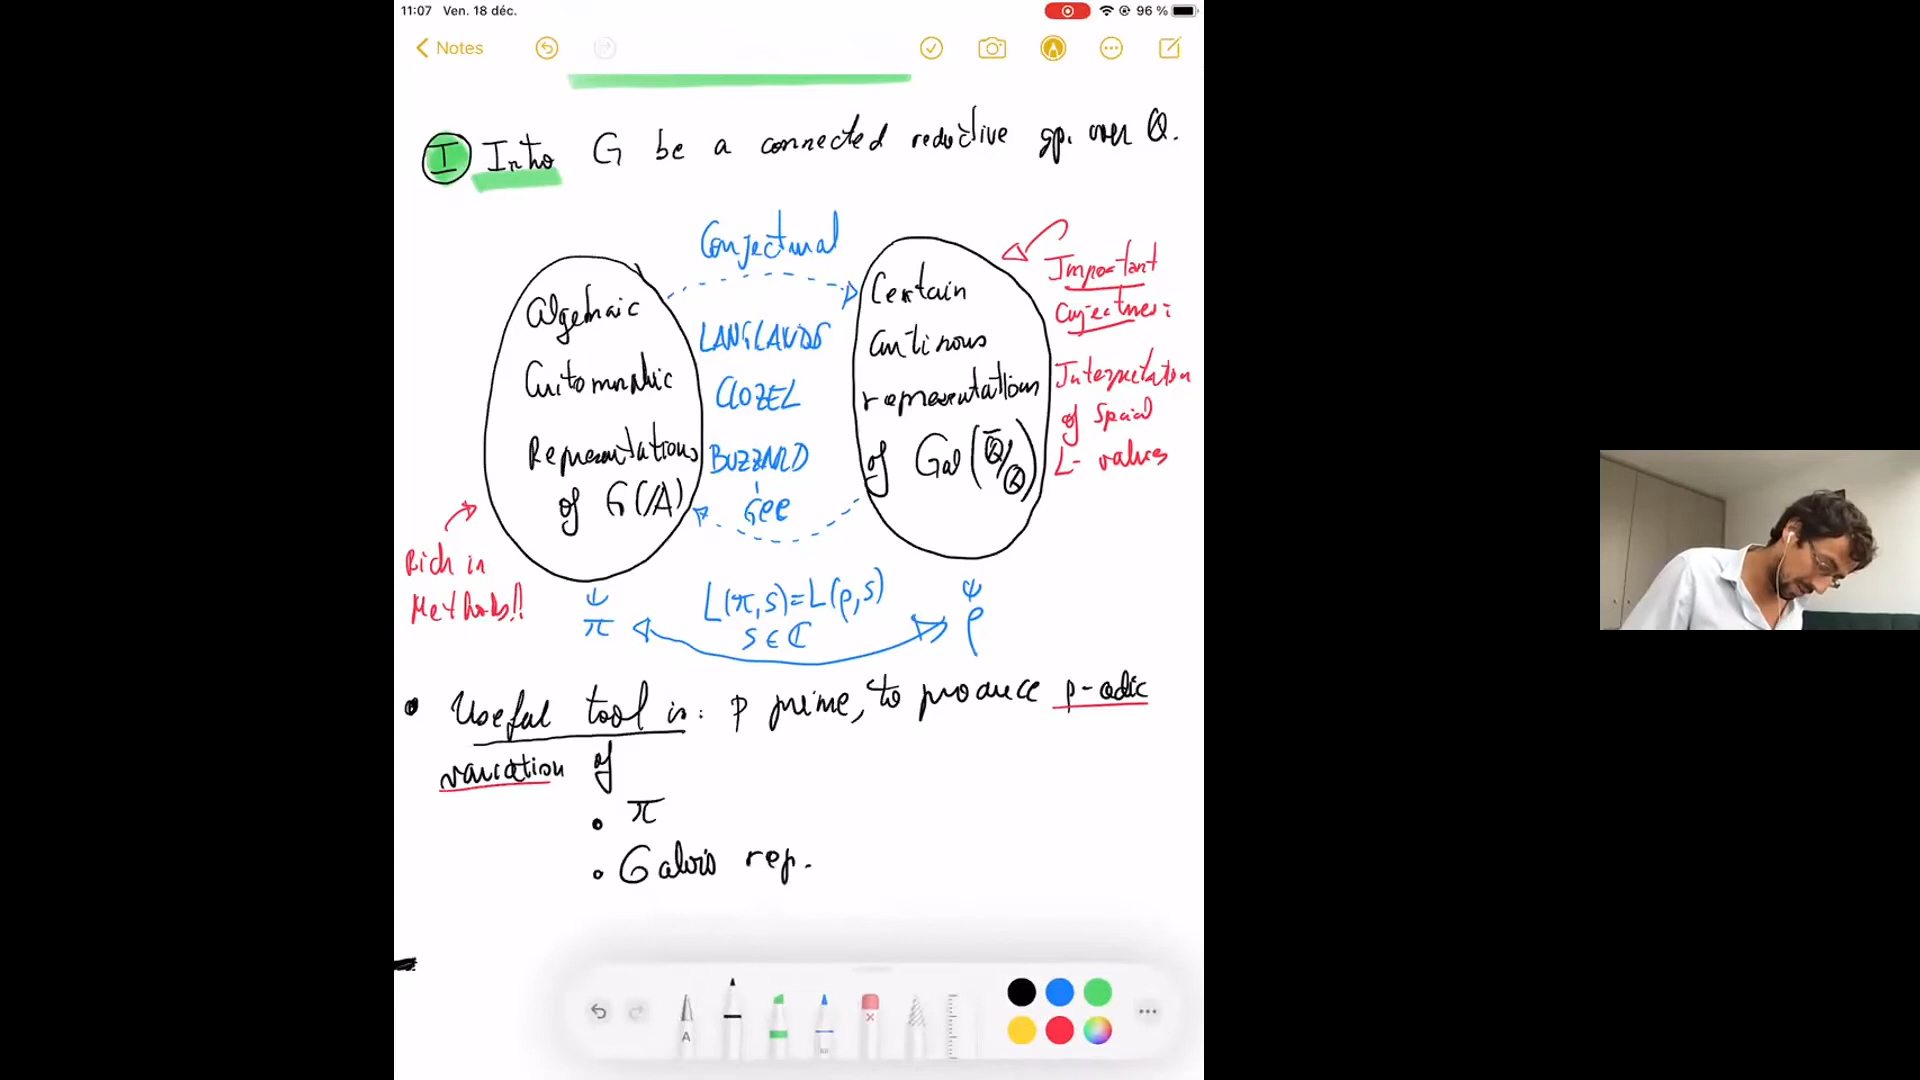 11:07 Ven. 18 déc.
96 %
Notes
I Intro G be a connected reductive gp. over Q.
Conjectural
Algebraic
Automorphic
Representations
of G(A)
LANGLANDS
CLOZEL
BUZZARD
GEE
Certain
continous
representations
of Gal(Q̄/Q)
Important
conjectures:
Interpretation
of special
L-values
Rich in
Methods!!
π
L(π,s)=L(ρ,s)
s ∈ ℂ
ρ
• Useful tool is: p prime, to produce p-adic
variation of
• π
• Galois rep.
A